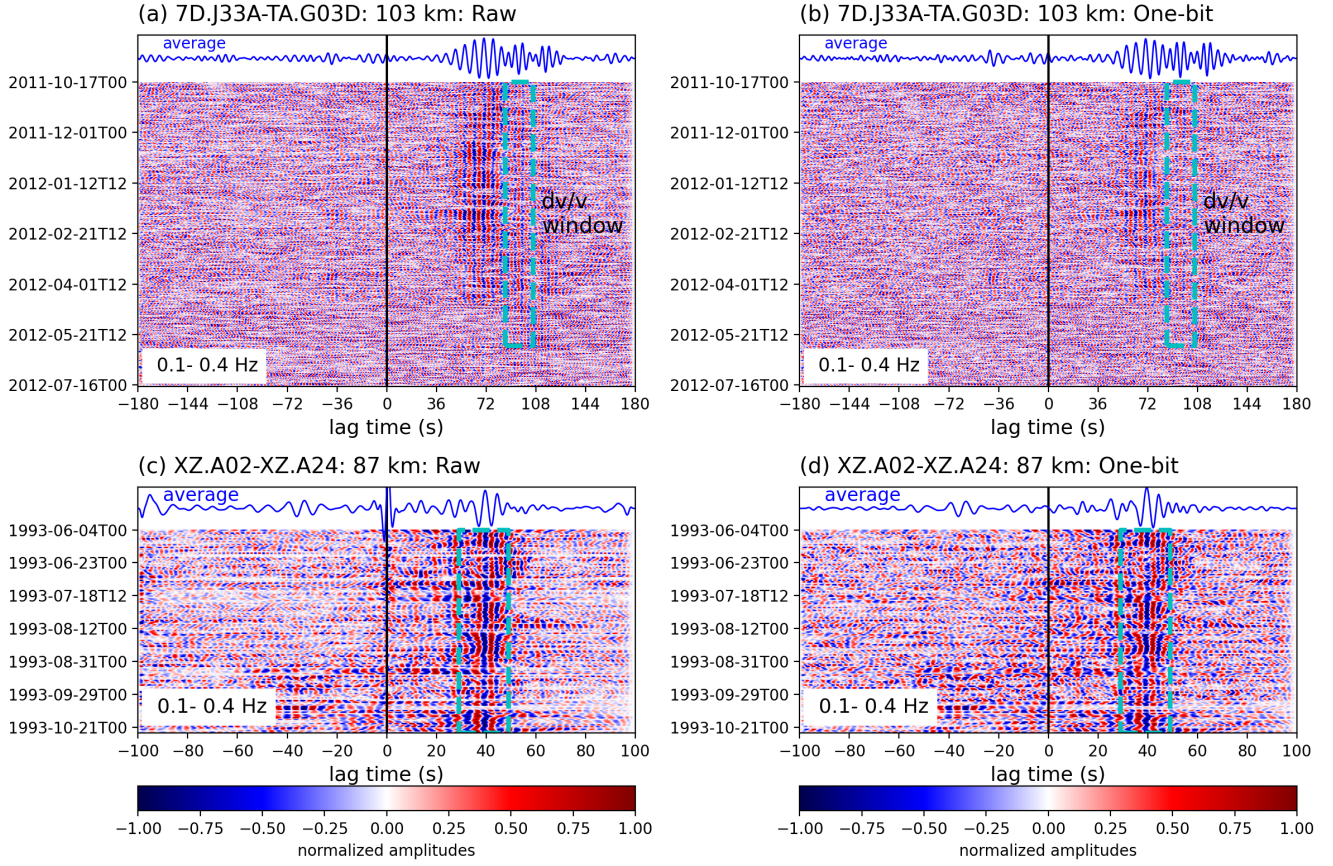 (a) 7D.J33A-TA.G03D: 103 km: Raw
average
2011-10-17T00
2011-12-01T00
2012-01-12T12
2012-02-21T12
2012-04-01T12
2012-05-21T12
2012-07-16T00
dv/v
window
0.1- 0.4 Hz
−180 −144 −108 −72 −36 0 36 72 108 144 180
lag time (s)
(b) 7D.J33A-TA.G03D: 103 km: One-bit
average
2011-10-17T00
2011-12-01T00
2012-01-12T12
2012-02-21T12
2012-04-01T12
2012-05-21T12
2012-07-16T00
dv/v
window
0.1- 0.4 Hz
−180 −144 −108 −72 −36 0 36 72 108 144 180
lag time (s)
(c) XZ.A02-XZ.A24: 87 km: Raw
average
1993-06-04T00
1993-06-23T00
1993-07-18T12
1993-08-12T00
1993-08-31T00
1993-09-29T00
1993-10-21T00
0.1- 0.4 Hz
−100 −80 −60 −40 −20 0 20 40 60 80 100
lag time (s)
−1.00 −0.75 −0.50 −0.25 0.00 0.25 0.50 0.75 1.00
normalized amplitudes
(d) XZ.A02-XZ.A24: 87 km: One-bit
average
1993-06-04T00
1993-06-23T00
1993-07-18T12
1993-08-12T00
1993-08-31T00
1993-09-29T00
1993-10-21T00
0.1- 0.4 Hz
−100 −80 −60 −40 −20 0 20 40 60 80 100
lag time (s)
−1.00 −0.75 −0.50 −0.25 0.00 0.25 0.50 0.75 1.00
normalized amplitudes